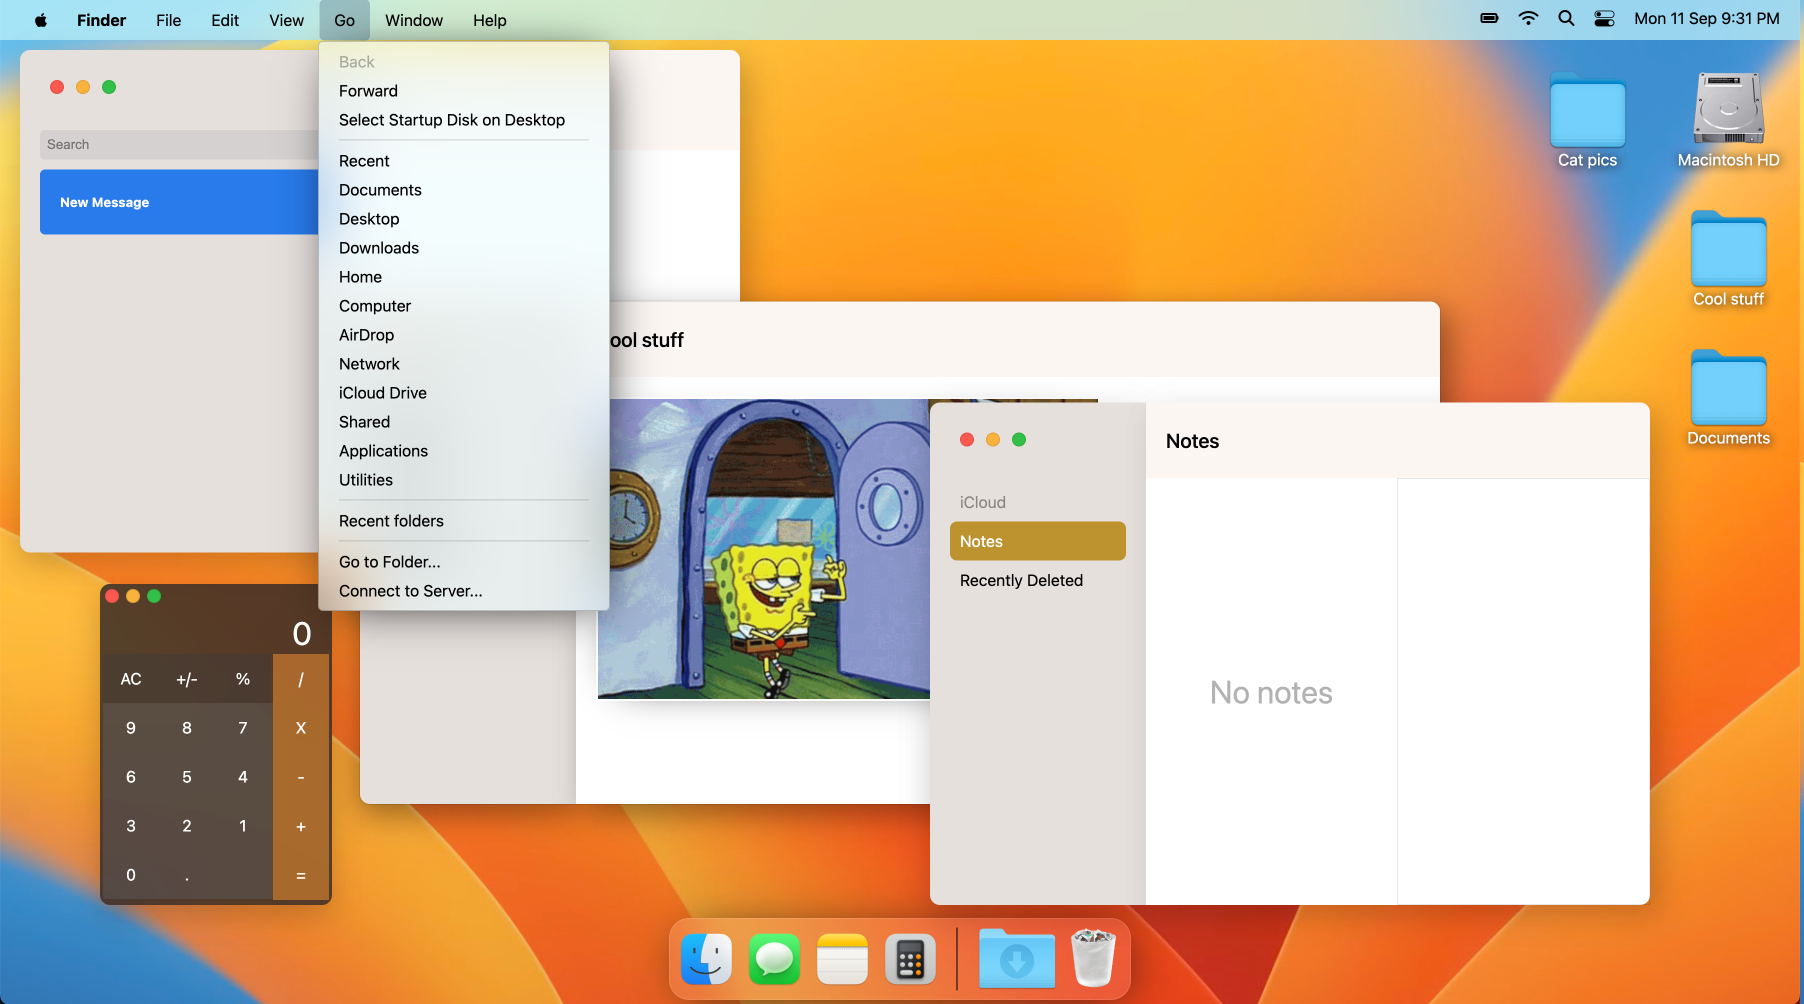 Finder File Edit View Go Window Help
Mon 11 Sep 9:31 PM
Search
New Message
Back
Forward
Select Startup Disk on Desktop
Recent
Documents
Desktop
Downloads
Home
Computer
AirDrop
Network
iCloud Drive
Shared
Applications
Utilities
Recent folders
Go to Folder...
Connect to Server...
ool stuff
Notes
iCloud
Notes
Recently Deleted
No notes
0
AC +/- % /
9 8 7 X
6 5 4 -
3 2 1 +
0 . =
Cat pics
Macintosh HD
Cool stuff
Documents